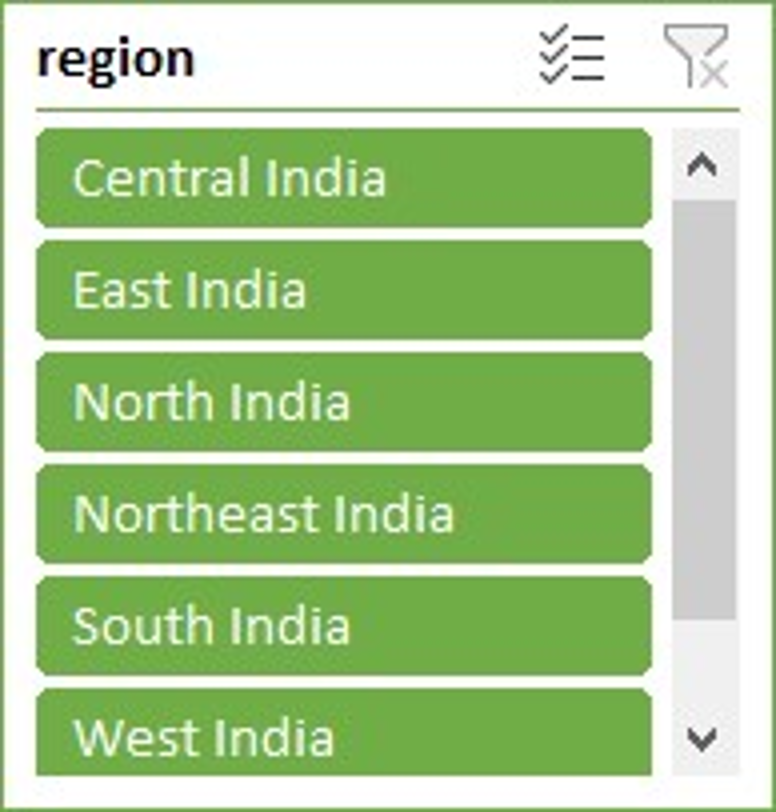 region
Central India
East India
North India
Northeast India
South India
West India